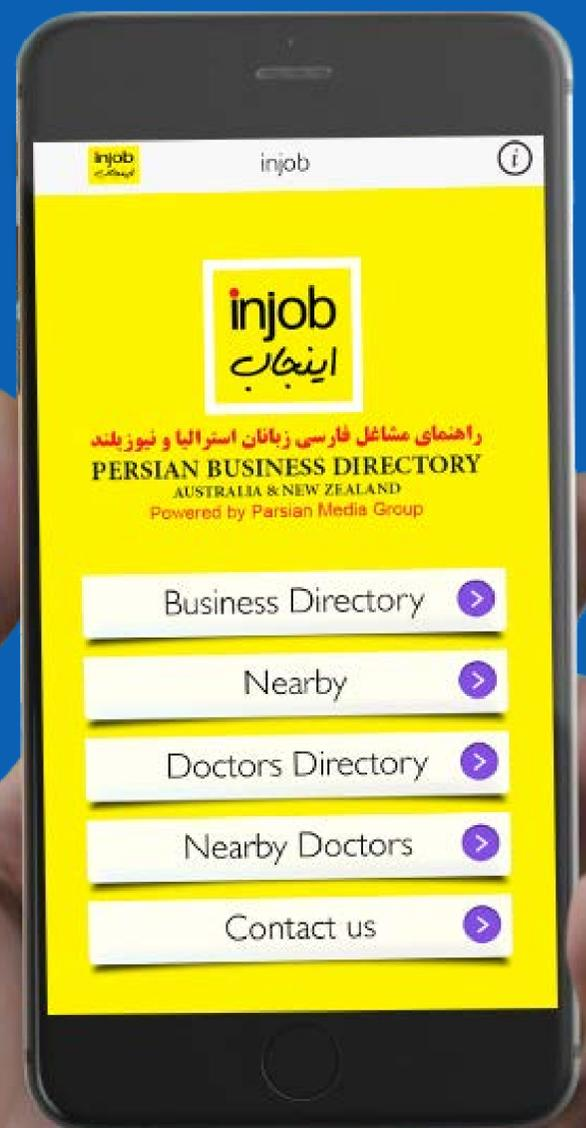 injob
اینجاب
injob
i
injob
اینجاب
راهنمای مشاغل فارسی زبانان استرالیا و نیوزیلند
PERSIAN BUSINESS DIRECTORY
AUSTRALIA & NEW ZEALAND
Powered by Parsian Media Group
Business Directory
Nearby
Doctors Directory
Nearby Doctors
Contact us